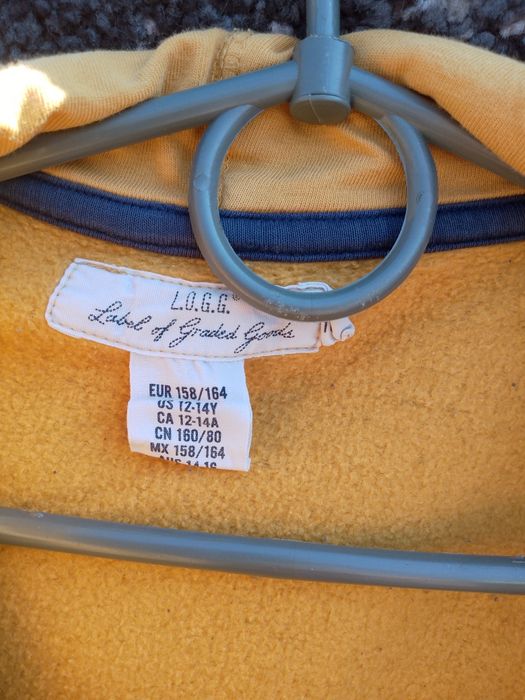 L.O.G.G.®
Label of Graded Goods
EUR 158/164
US 12-14Y
CA 12-14A
CN 160/80
MX 158/164